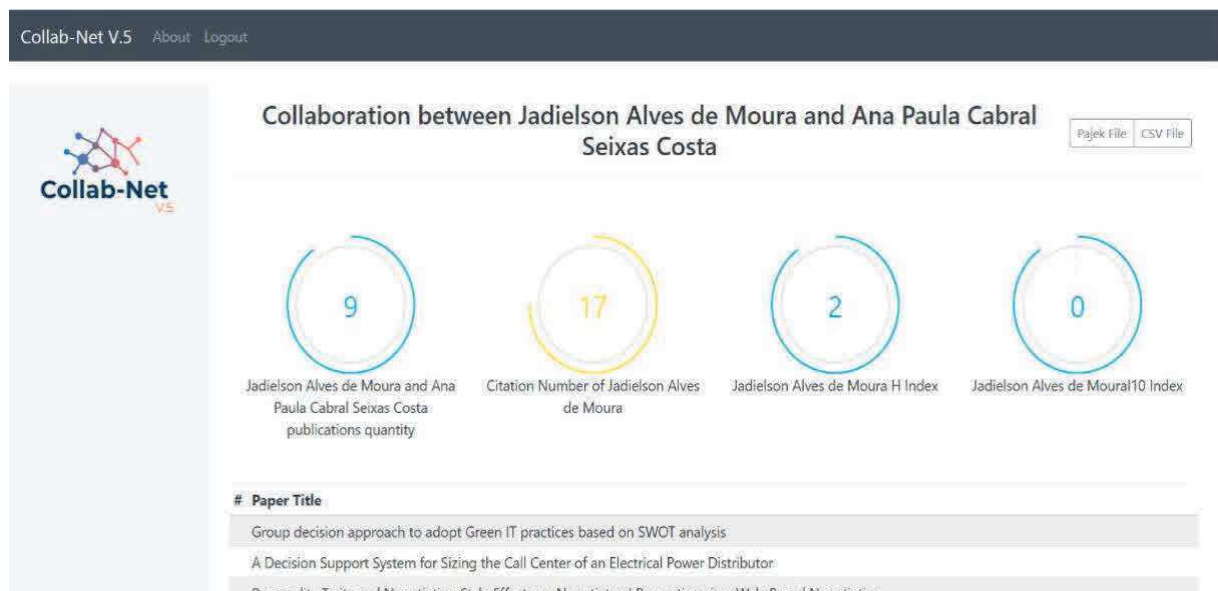 Collab-Net V.5 About Logout
Collaboration between Jadielson Alves de Moura and Ana Paula Cabral
Seixas Costa
Pajek File CSV File
Collab-Net
V.5
9
17
2
0
Jadielson Alves de Moura and Ana
Paula Cabral Seixas Costa
publications quantity
Citation Number of Jadielson Alves
de Moura
Jadielson Alves de Moura H Index
Jadielson Alves de MouraI10 Index
# Paper Title
Group decision approach to adopt Green IT practices based on SWOT analysis
A Decision Support System for Sizing the Call Center of an Electrical Power Distributor